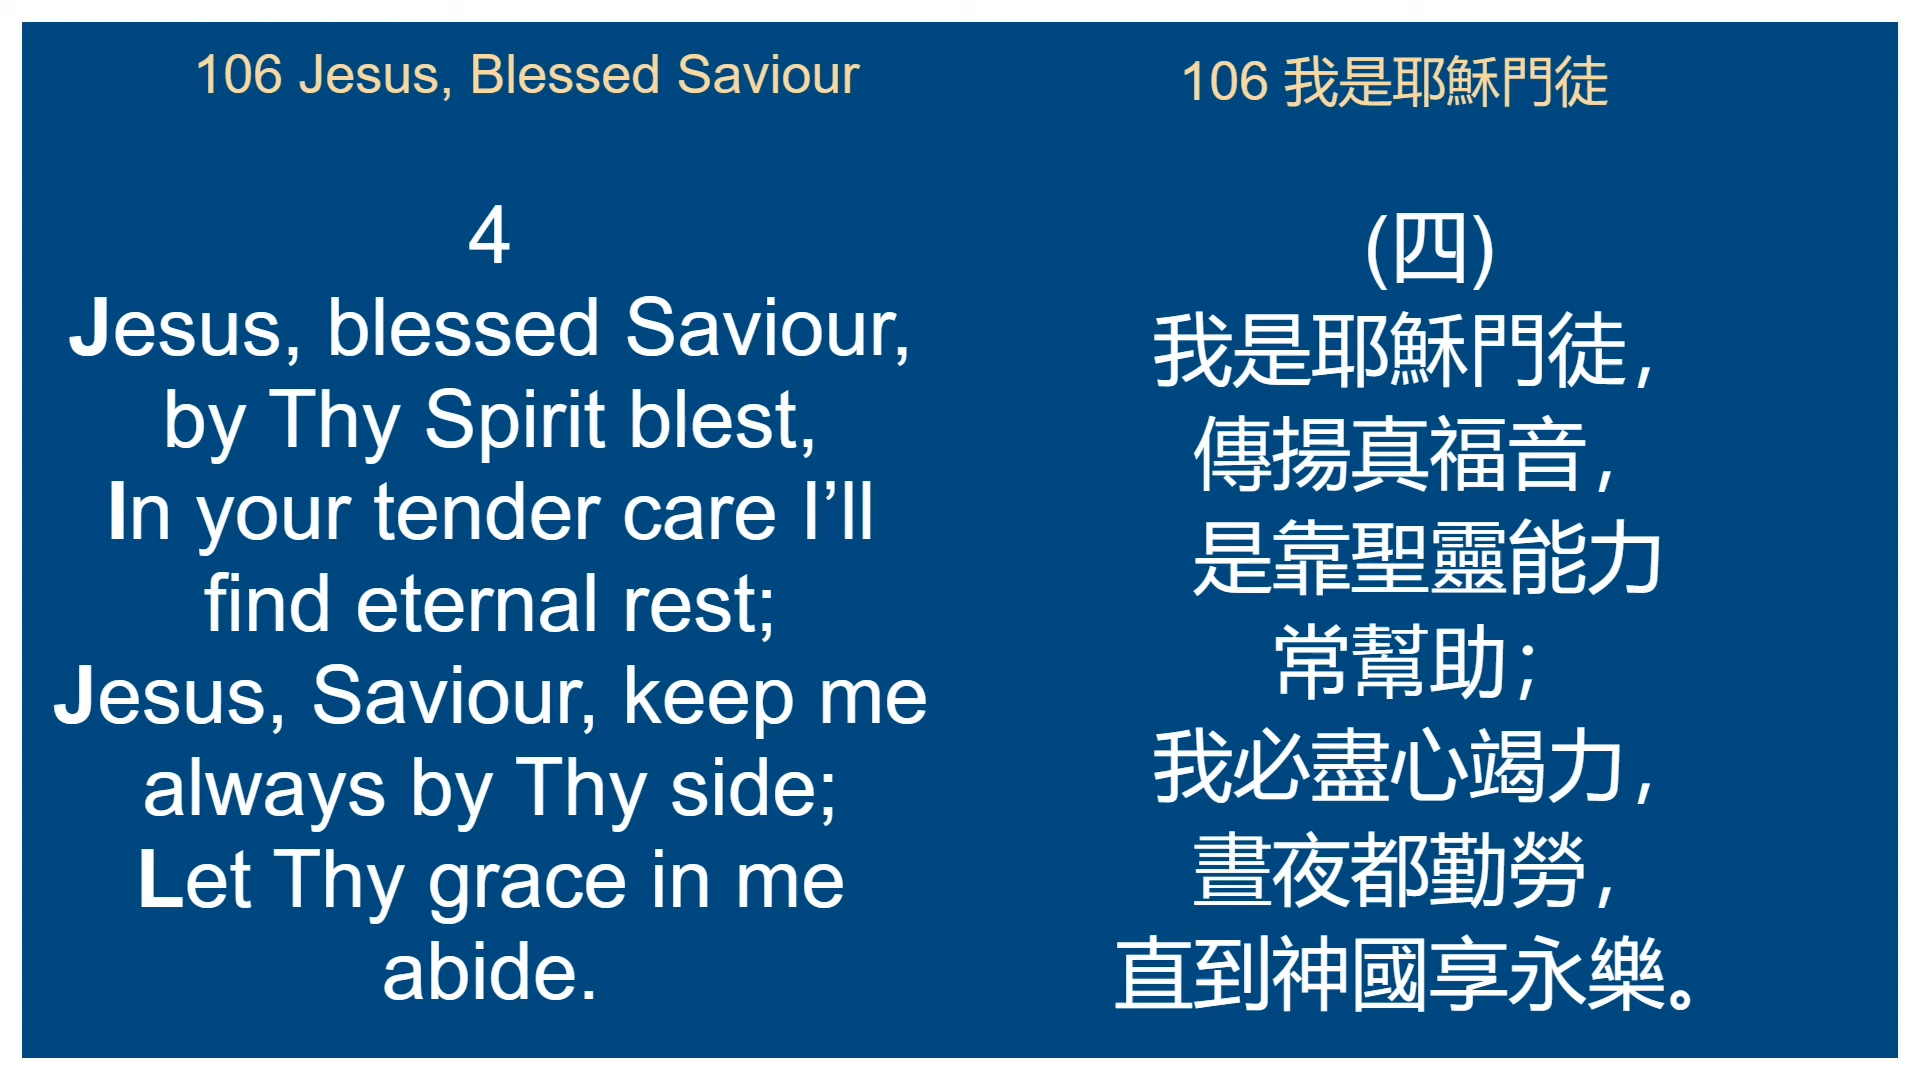 106 Jesus, Blessed Saviour
4
Jesus, blessed Saviour,
by Thy Spirit blest,
In your tender care I’ll
find eternal rest;
Jesus, Saviour, keep me
always by Thy side;
Let Thy grace in me
abide.
106 我是耶穌門徒
(四)
我是耶穌門徒，
傳揚真福音，
是靠聖靈能力
常幫助；
我必盡心竭力，
晝夜都勤勞，
直到神國享永樂。